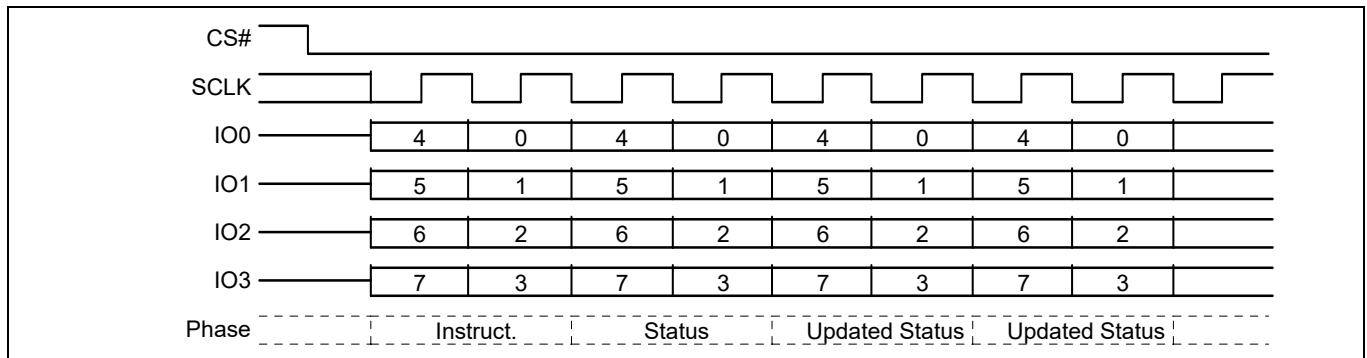 CS#
SCLK
IO0 4 0 4 0 4 0 4 0
IO1 5 1 5 1 5 1 5 1
IO2 6 2 6 2 6 2 6 2
IO3 7 3 7 3 7 3 7 3
Phase Instruct. Status Updated Status Updated Status